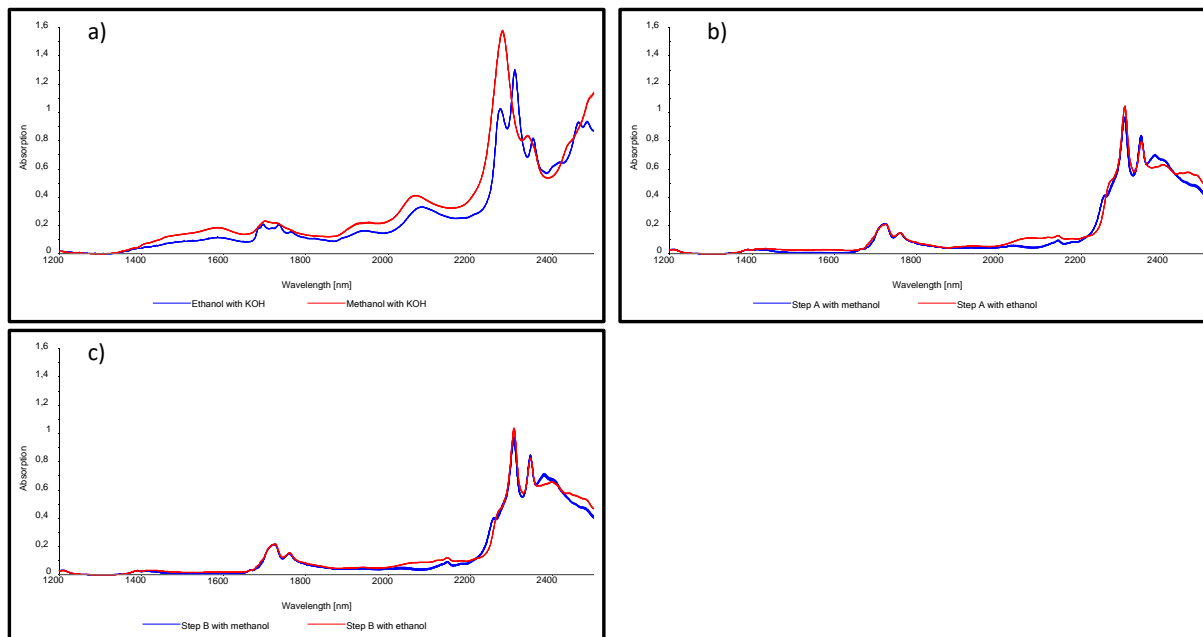 a)
1,6
1,4
1,2
1
0,8
0,6
0,4
0,2
0
Absorption
1200 1400 1600 1800 2000 2200 2400
Wavelength [nm]
Ethanol with KOH Methanol with KOH
b)
1,6
1,4
1,2
1
0,8
0,6
0,4
0,2
0
Absorption
1200 1400 1600 1800 2000 2200 2400
Wavelength [nm]
Step A with methanol Step A with ethanol
c)
1,6
1,4
1,2
1
0,8
0,6
0,4
0,2
0
Absorption
1200 1400 1600 1800 2000 2200 2400
Wavelength [nm]
Step B with methanol Step B with ethanol